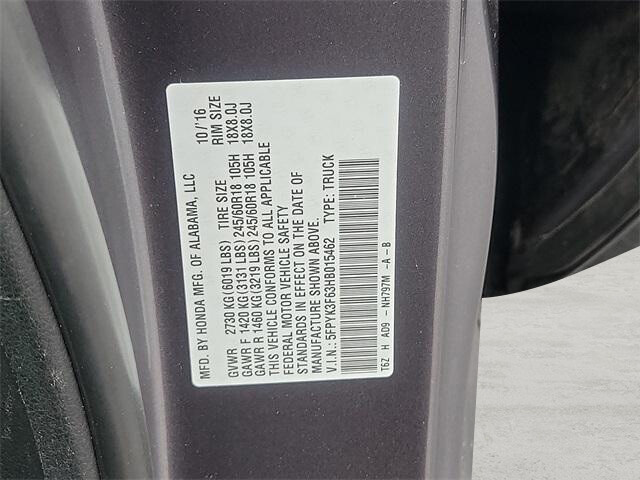 MFD. BY HONDA MFG. OF ALABAMA, LLC 10/'16
TIRE SIZE RIM SIZE
GVWR 2730 KG(6019 LBS)
GAWR F 1420 KG(3131 LBS) 245/60R18 105H 18X8.0J
GAWR R 1460 KG(3219 LBS) 245/60R18 105H 18X8.0J
THIS VEHICLE CONFORMS TO ALL APPLICABLE
FEDERAL MOTOR VEHICLE SAFETY
STANDARDS IN EFFECT ON THE DATE OF
MANUFACTURE SHOWN ABOVE.
V.I.N.: 5FPYK3F63HB015462 TYPE: TRUCK
T6Z H AD9 - NH797M -A-B